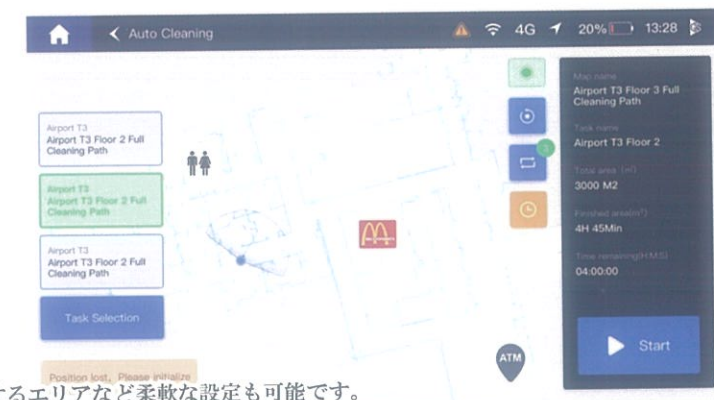 Auto Cleaning
4G
20%
13:28
Airport T3
Airport T3 Floor 2 Full
Cleaning Path
Airport T3
Airport T3 Floor 2 Full
Cleaning Path
Airport T3
Airport T3 Floor 2 Full
Cleaning Path
Task Selection
Position lost, Please initialize
ATM
3
Map name
Airport T3 Floor 3 Full
Cleaning Path
Task name
Airport T3 Floor 2
Total area (㎡)
3000 M2
Finished area(m²)
4H 45Min
Time remaining(H:M:S)
04:00:00
Start
するエリアなど柔軟な設定も可能です。